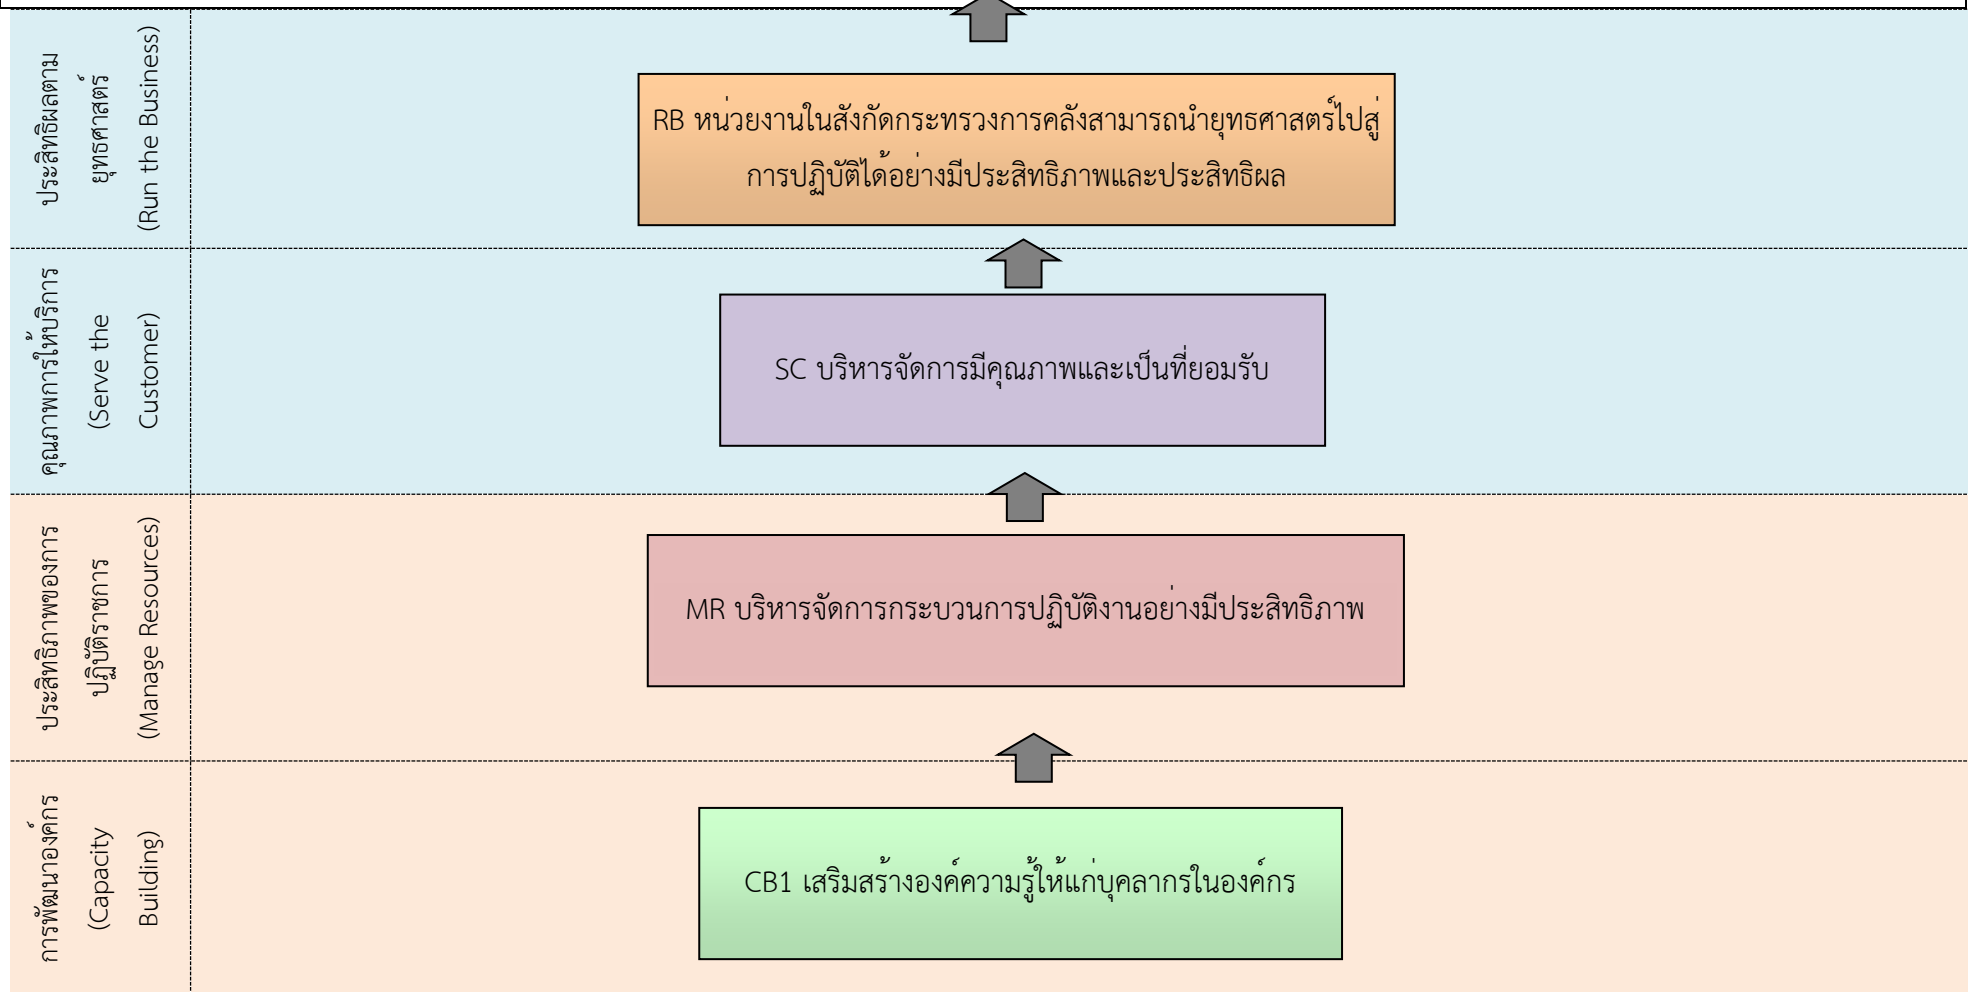 ประสิทธิผลตาม
ยุทธศาสตร์
(Run the Business)
RB หน่วยงานในสังกัดกระทรวงการคลังสามารถนำยุทธศาสตร์ไปสู่
การปฏิบัติได้อย่างมีประสิทธิภาพและประสิทธิผล
คุณภาพการให้บริการ
(Serve the
Customer)
SC บริหารจัดการมีคุณภาพและเป็นที่ยอมรับ
ประสิทธิภาพของการ
ปฏิบัติราชการ
(Manage Resources)
MR บริหารจัดการกระบวนการปฏิบัติงานอย่างมีประสิทธิภาพ
การพัฒนาองค์กร
(Capacity
Building)
CB1 เสริมสร้างองค์ความรู้ให้แก่บุคลากรในองค์กร